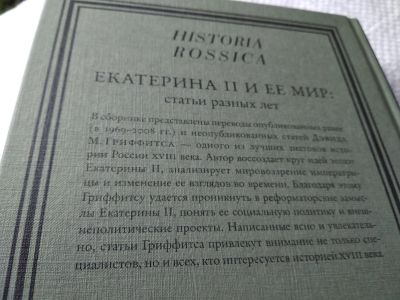 HISTORIA
ROSSICA
ЕКАТЕРИНА II И ЕЕ МИР:
статьи разных лет
В сборнике представлены переводы опубликованных ранее
(в 1969–2008 гг.) и неопубликованных статей Дэвида
М. ГРИФФИТСА — одного из лучших знатоков исто-
рии России XVIII века. Автор воссоздает круг идей эпохи
Екатерины II, анализирует мировоззрение императри-
цы и изменение ее взглядов во времени. Благодаря этому
Гриффитсу удается проникнуть в реформаторские замыс-
лы Екатерины II, понять ее социальную политику и внеш-
неполитические проекты. Написанные ясно и увлекатель-
но, статьи Гриффитса привлекут внимание не только спе-
циалистов, но и всех, кто интересуется историей XVIII века.